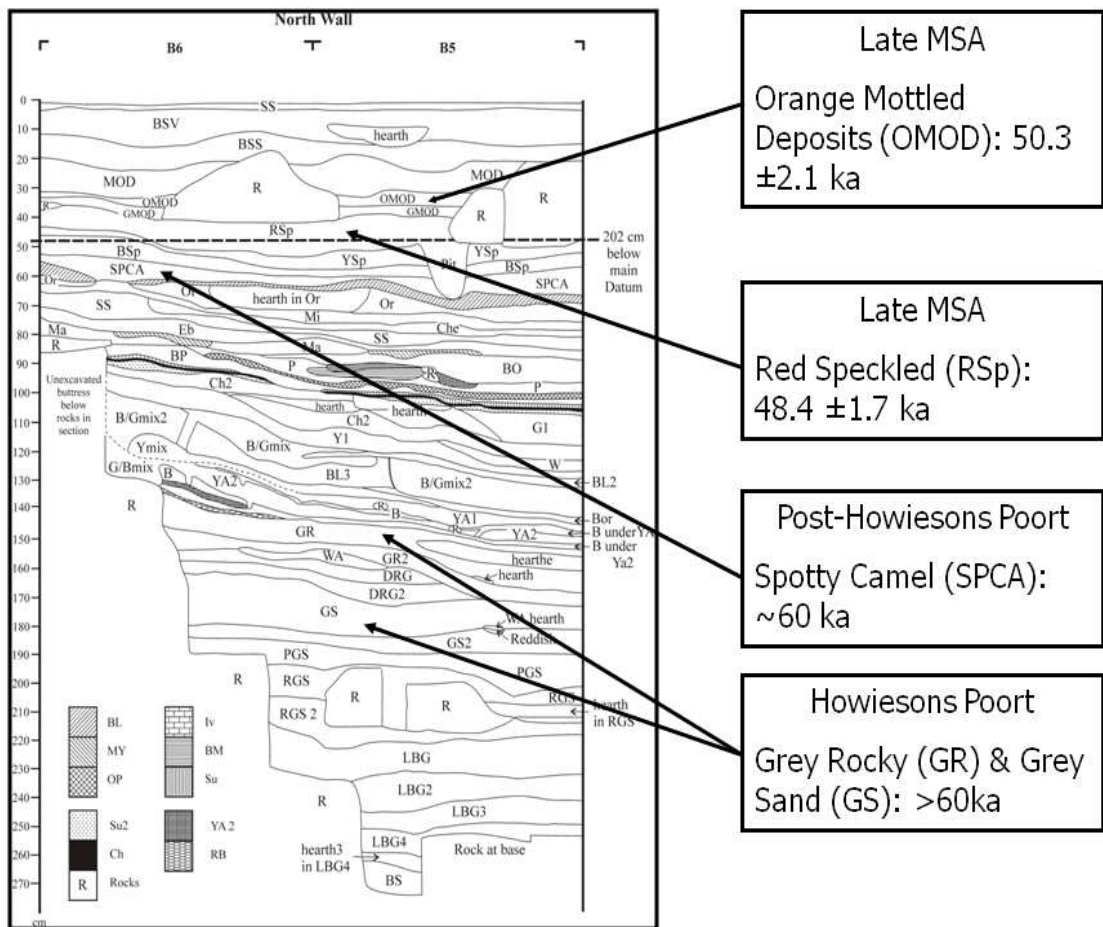 North Wall
B6 B5
0
SS
BSV
10
hearth
BSS
20
MOD MOD
R R
30
OMOD OMOD
R GMOD GMOD R
40
RSp
202 cm
below
main
Datum
50
BSp YSp YSp
Pit BSp
SPCA SPCA
60
Or Or hearth in Or Or
70
SS Mi
Che
80
Ma Eb SS
R Ma
90
BP P R BO
P
Unexcavated
buttress
below
rocks in
section
Ch2
100
hearth hearth
Ch2 G1
110
B/Gmix2
Y1
Ymix B/Gmix
W
120
G/Bmix BL3
B/Gmix2 BL2
130
B YA2
R
B YA1 Bor
140
R YA2 B under YA
R GR
B under
Ya2
150
WA GR2 hearthe
160
DRG hearth
DRG2
170
GS
WA hearth
180
Reddish
GS2
190
PGS PGS
200
R RGS R R RGS
hearth
in RGS
210
RGS 2
220
LBG
230
R LBG2
240
LBG3
250
LBG4
Rock at base
hearth3
in LBG4
260
BS
270
cm
BL Iv
MY BM
OP Su
Su2 YA 2
Ch RB
R Rocks
Late MSA
Orange Mottled
Deposits (OMOD): 50.3
±2.1 ka
Late MSA
Red Speckled (RSp):
48.4 ±1.7 ka
Post-Howiesons Poort
Spotty Camel (SPCA):
~60 ka
Howiesons Poort
Grey Rocky (GR) & Grey
Sand (GS): >60ka